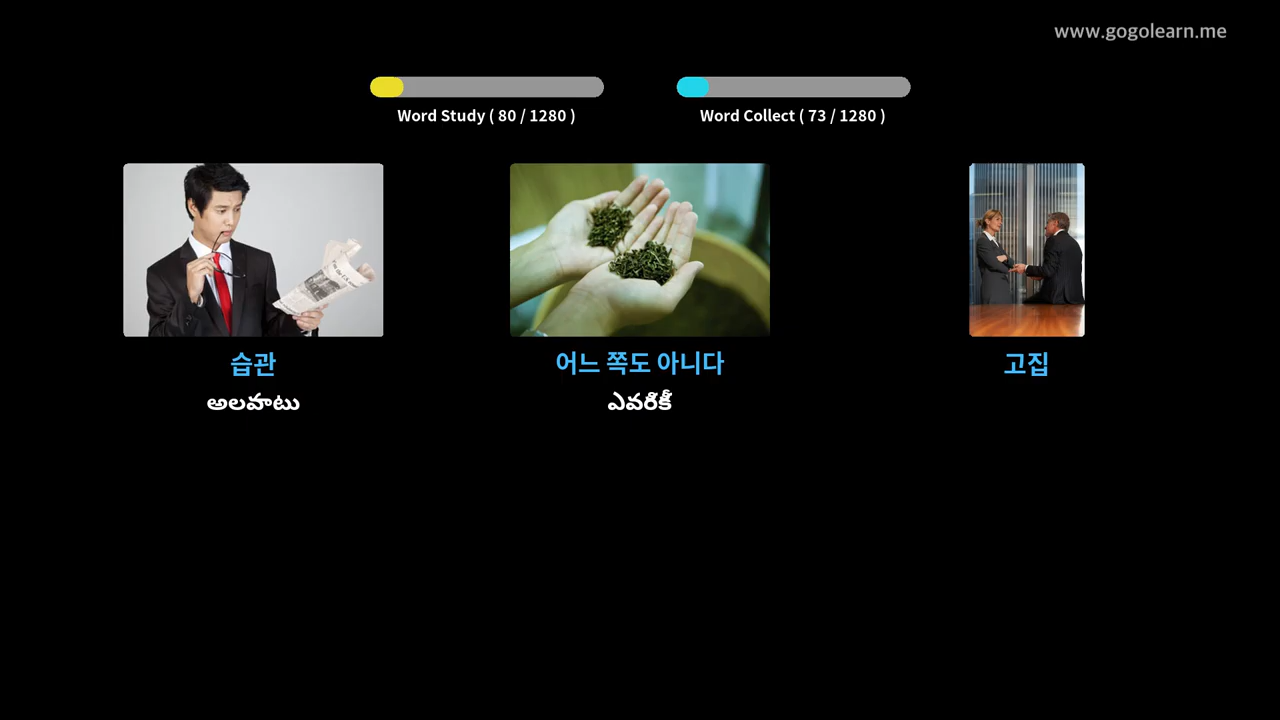 www.gogolearn.me
Word Study ( 80 / 1280 )
Word Collect ( 73 / 1280 )
습관
어느 쪽도 아니다
고집
అలవాటు
ఎవరికీ